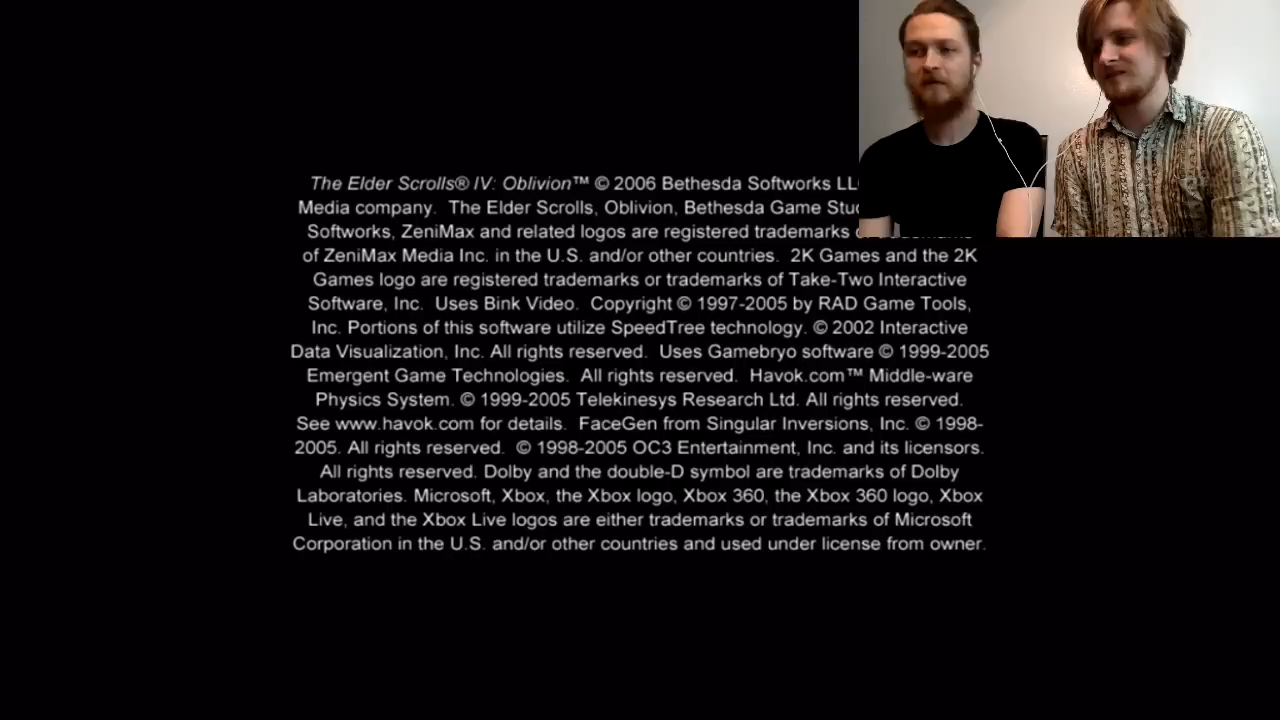 The Elder Scrolls® IV: Oblivion™ © 2006 Bethesda Softworks
Media company. The Elder Scrolls, Oblivion, Bethesda Game
Softworks, ZeniMax and related logos are registered trademarks
of ZeniMax Media Inc. in the U.S. and/or other countries. 2K Games and the 2K
Games logo are registered trademarks or trademarks of Take-Two Interactive
Software, Inc. Uses Bink Video. Copyright © 1997-2005 by RAD Game Tools,
Inc. Portions of this software utilize SpeedTree technology. © 2002 Interactive
Data Visualization, Inc. All rights reserved. Uses Gamebryo software © 1999-2005
Emergent Game Technologies. All rights reserved. Havok.com™ Middle-ware
Physics System. © 1999-2005 Telekinesys Research Ltd. All rights reserved.
See www.havok.com for details. FaceGen from Singular Inversions, Inc. © 1998-
2005. All rights reserved. © 1998-2005 OC3 Entertainment, Inc. and its licensors.
All rights reserved. Dolby and the double-D symbol are trademarks of Dolby
Laboratories. Microsoft, Xbox, the Xbox logo, Xbox 360, the Xbox 360 logo, Xbox
Live, and the Xbox Live logos are either trademarks or trademarks of Microsoft
Corporation in the U.S. and/or other countries and used under license from owner.